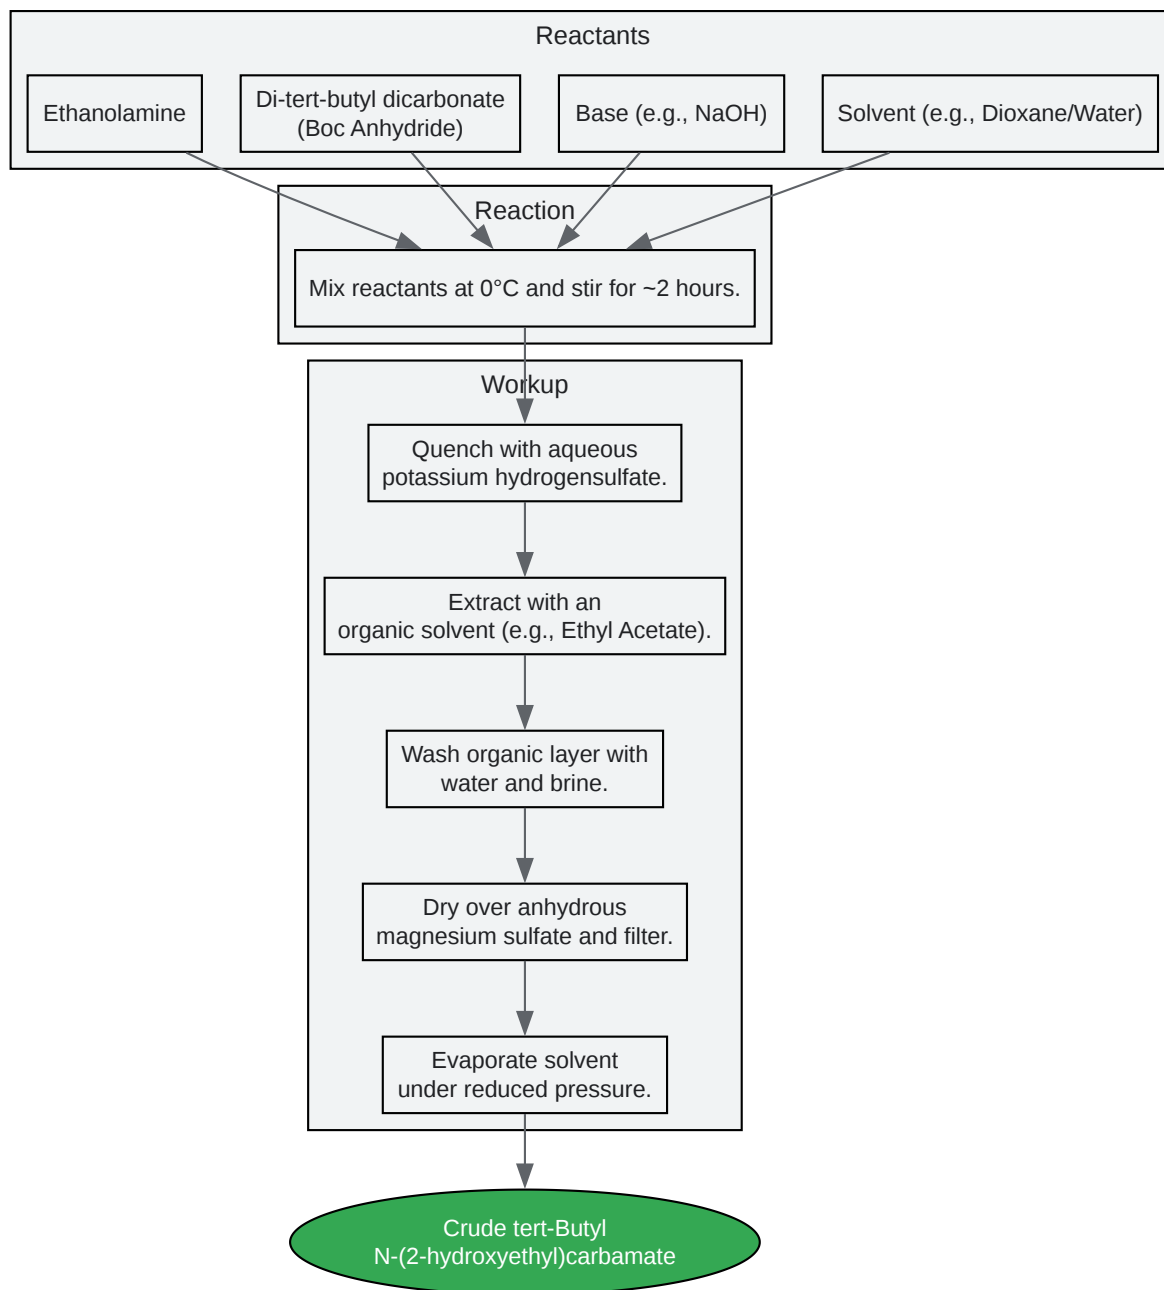 Reactants
Ethanolamine
Di-tert-butyl dicarbonate
(Boc Anhydride)
Base (e.g., NaOH)
Solvent (e.g., Dioxane/Water)
Reaction
Mix reactants at 0°C and stir for ~2 hours.
Workup
Quench with aqueous
potassium hydrogensulfate.
Extract with an
organic solvent (e.g., Ethyl Acetate).
Wash organic layer with
water and brine.
Dry over anhydrous
magnesium sulfate and filter.
Evaporate solvent
under reduced pressure.
Crude tert-Butyl
N-(2-hydroxyethyl)carbamate